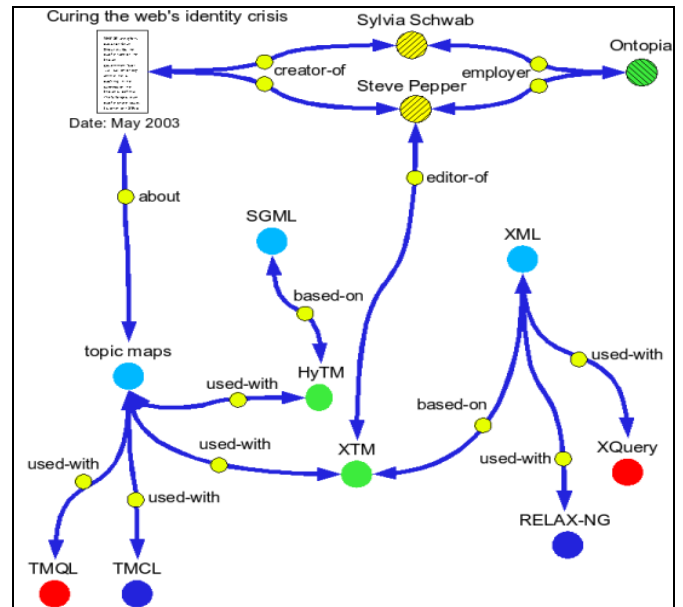 Curing the web's identity crisis
Sylvia Schwab
Ontopia
creator-of
employer
Steve Pepper
Date: May 2003
editor-of
about
SGML
XML
based-on
topic maps
used-with
HyTM
used-with
based-on
used-with
XTM
XQuery
used-with
used-with
used-with
RELAX-NG
TMQL
TMCL